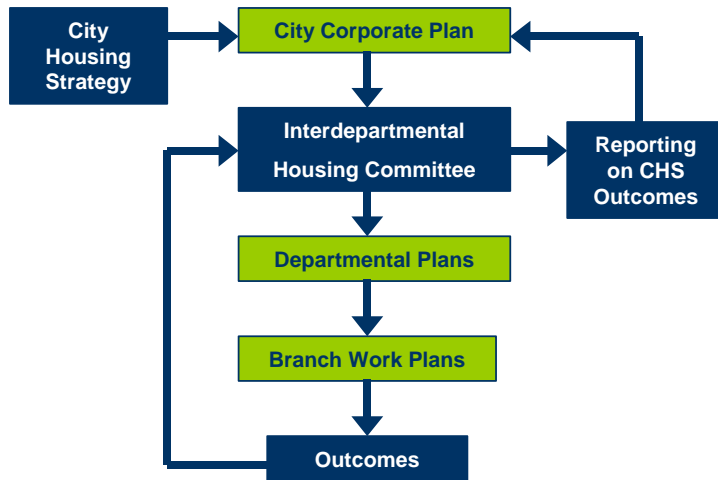 City
Housing
Strategy
City Corporate Plan
Interdepartmental
Housing Committee
Reporting
on CHS
Outcomes
Departmental Plans
Branch Work Plans
Outcomes